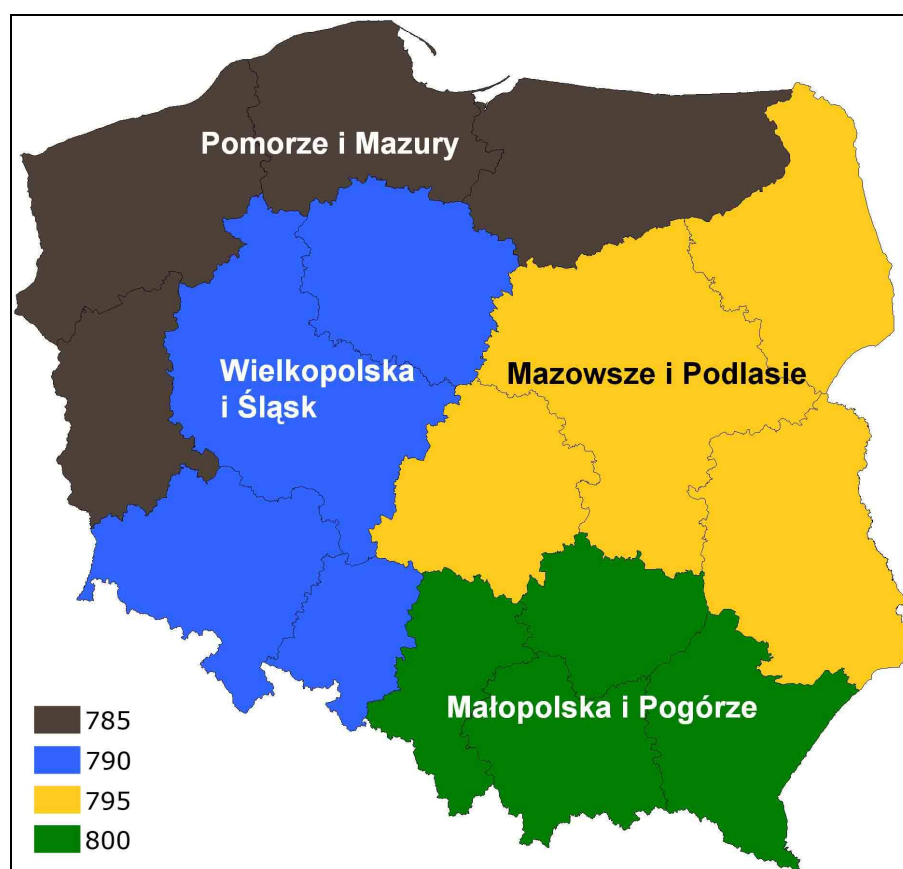 Pomorze i Mazury
Wielkopolska
i Śląsk
Mazowsze i Podlasie
Małopolska i Pogórze
785
790
795
800